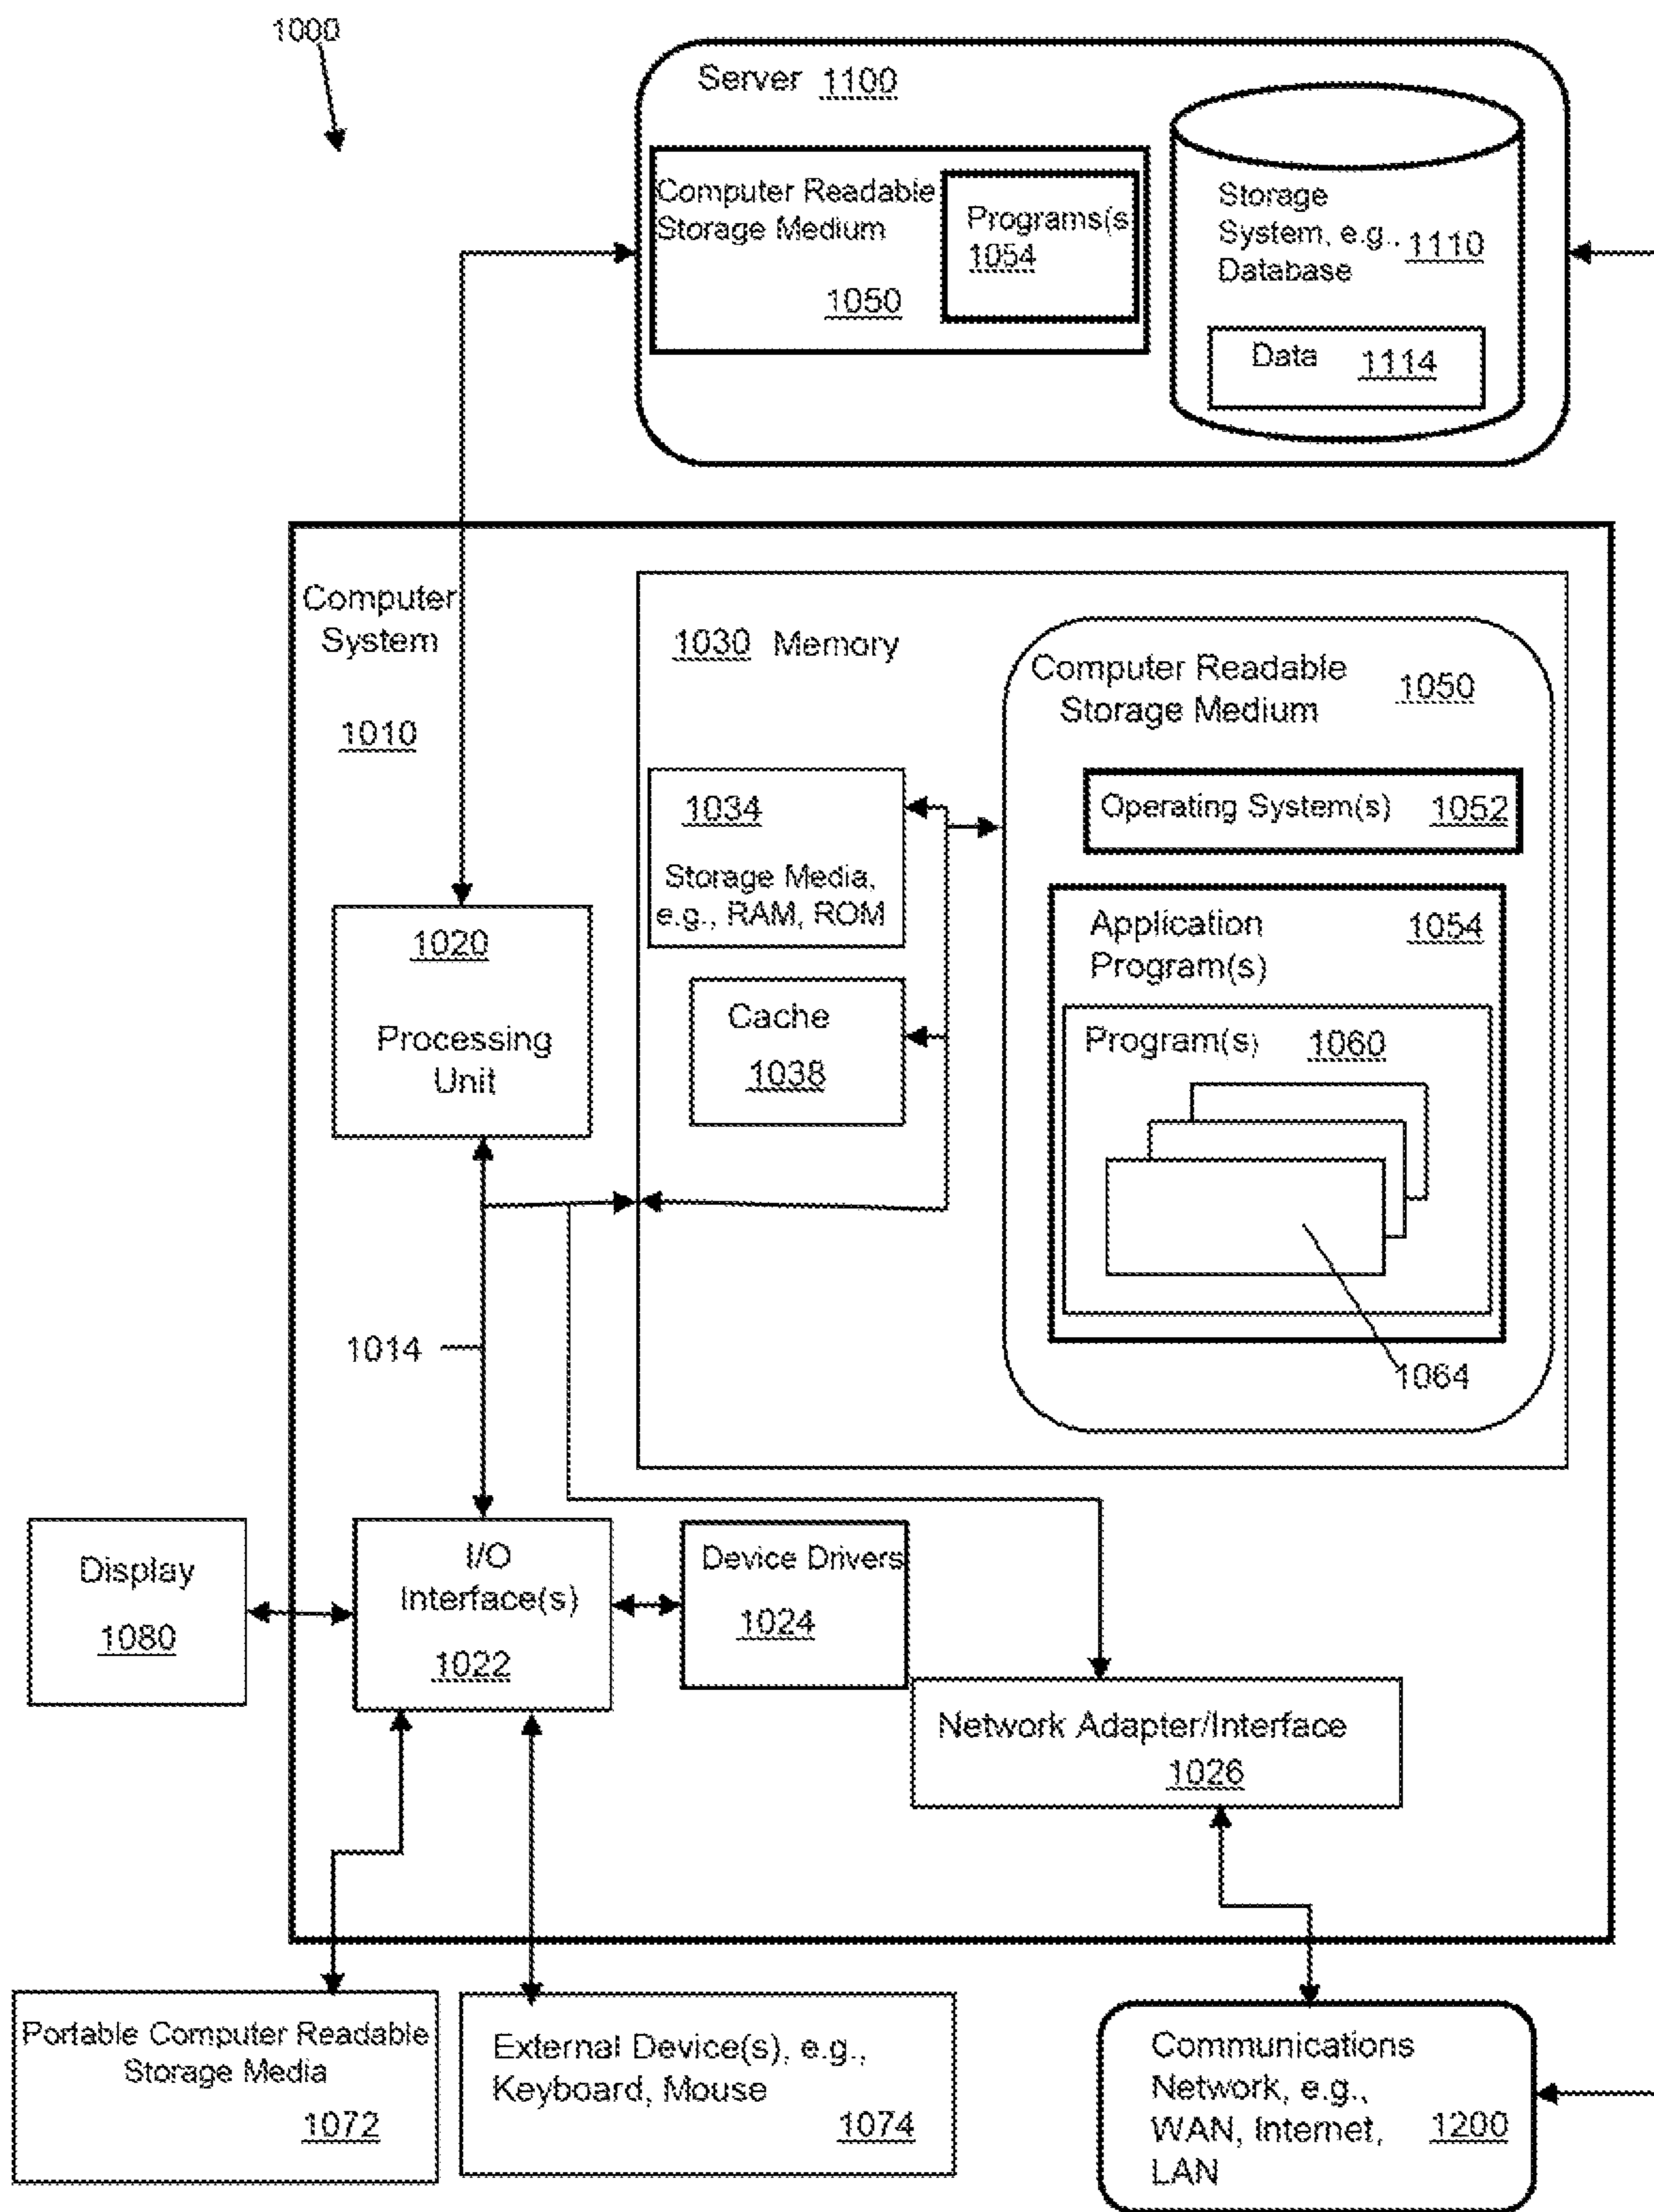 1000
Server 1100
Computer Readable
Storage Medium
1050
Programs(s
1054
Storage
System, e.g., 1110
Database
Data 1114
Computer
System
1010
1030 Memory
Computer Readable
Storage Medium
1050
1034
Storage Media,
e.g., RAM, ROM
Operating System(s) 1052
1020
Processing
Unit
Cache
1038
Application 1054
Program(s)
Program(s) 1060
1064
1014
Display
1080
I/O
Interface(s)
1022
Device Drivers
1024
Network Adapter/Interface
1026
Portable Computer Readable
Storage Media
1072
External Device(s), e.g.,
Keyboard, Mouse
1074
Communications
Network, e.g.,
WAN, Internet, 1200
LAN